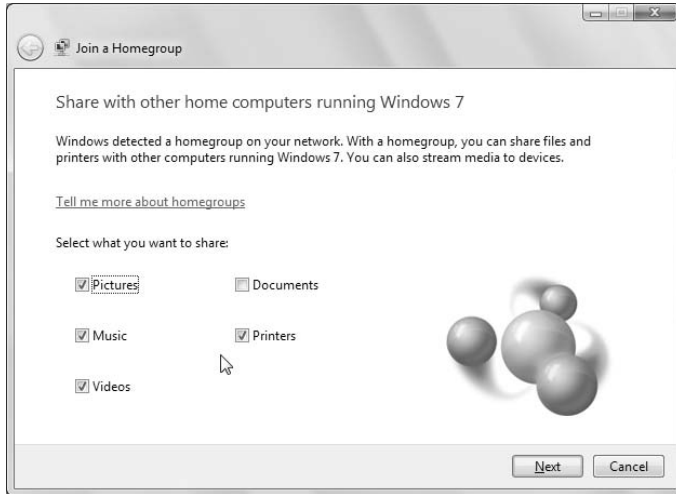 Join a Homegroup
Share with other home computers running Windows 7
Windows detected a homegroup on your network. With a homegroup, you can share files and
printers with other computers running Windows 7. You can also stream media to devices.
Tell me more about homegroups
Select what you want to share:
Pictures
Documents
Music
Printers
Videos
Next
Cancel